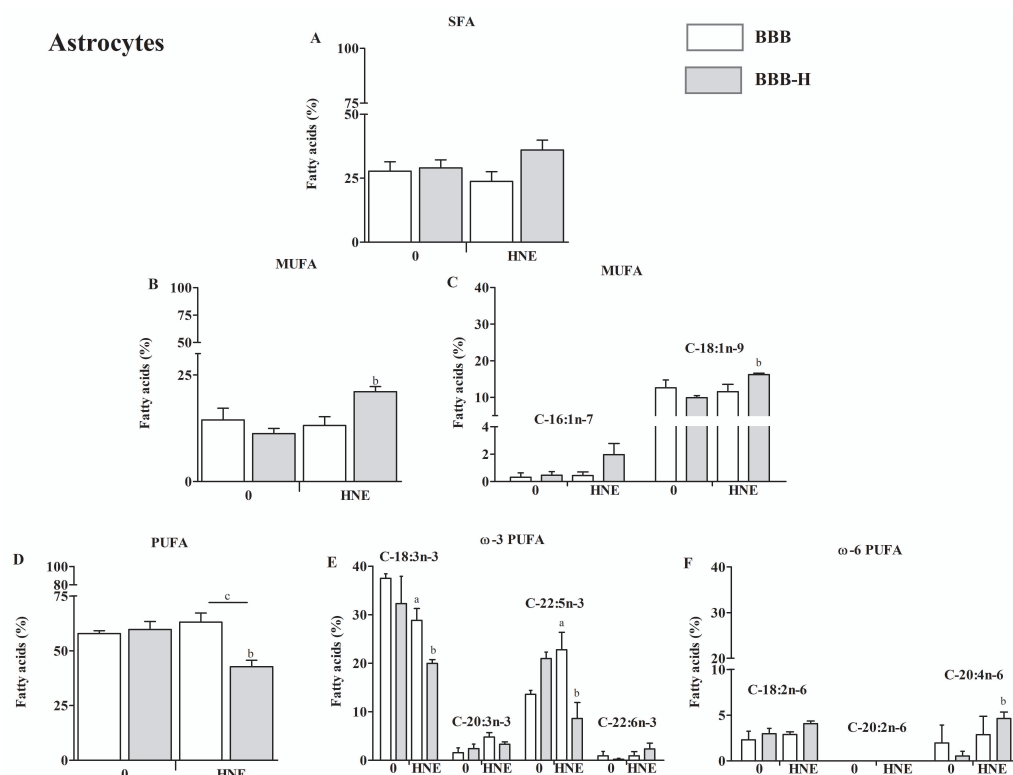 Astrocytes
BBB
BBB-H
A
SFA
Fatty acids (%)
100
75
50
25
0
0
HNE
B
MUFA
Fatty acids (%)
100
75
50
25
0
b
0
HNE
C
MUFA
Fatty acids (%)
40
30
20
10
4
2
0
C-16:1n-7
C-18:1n-9
b
0
HNE
0
HNE
D
PUFA
Fatty acids (%)
100
80
75
50
25
0
c
b
0
HNE
E
ω-3 PUFA
Fatty acids (%)
40
30
20
10
0
C-18:3n-3
a
b
C-20:3n-3
C-22:5n-3
a
b
C-22:6n-3
0
HNE
0
HNE
0
HNE
0
HNE
F
ω-6 PUFA
Fatty acids (%)
40
20
10
5
0
C-18:2n-6
C-20:2n-6
C-20:4n-6
b
0
HNE
0
HNE
0
HNE